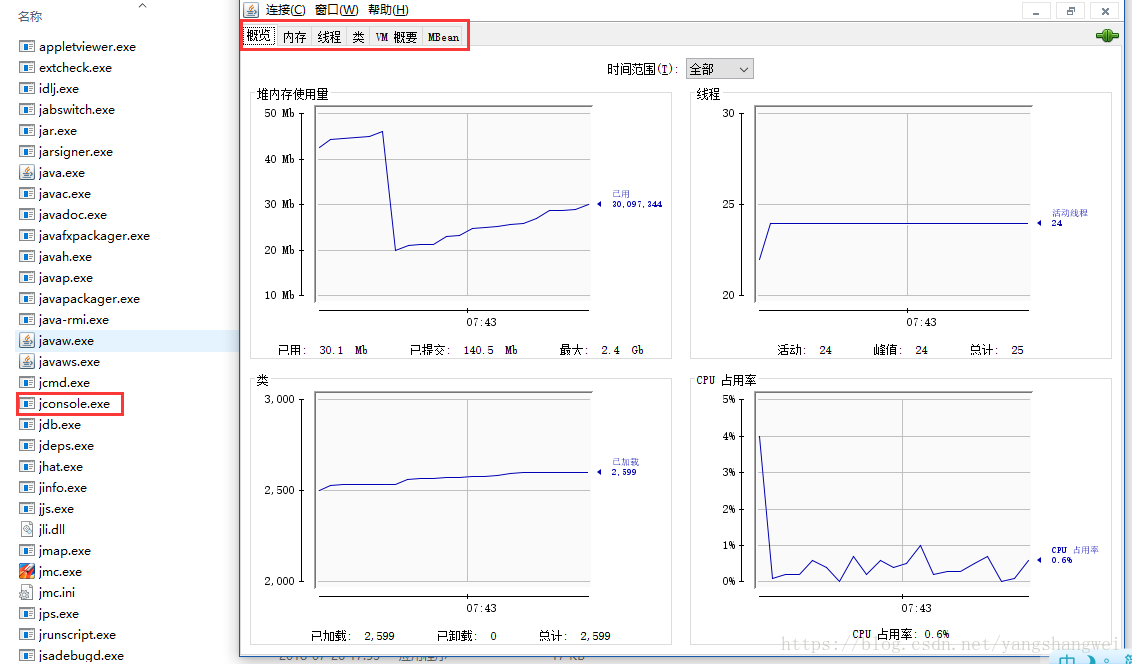 名称
appletviewer.exe
extcheck.exe
idlj.exe
jabswitch.exe
jar.exe
jarsigner.exe
java.exe
javac.exe
javadoc.exe
javafxpackager.exe
javah.exe
javap.exe
javapackager.exe
java-rmi.exe
javaw.exe
javaws.exe
jcmd.exe
jconsole.exe
jdb.exe
jdeps.exe
jhat.exe
jinfo.exe
jjs.exe
jli.dll
jmap.exe
jmc.exe
jmc.ini
jps.exe
jrunscript.exe
jsadebugd.exe
连接(C) 窗口(W) 帮助(H)
概览 内存 线程 类 VM 概要 MBean
时间范围(T): 全部
堆内存使用量
50 Mb
40 Mb
30 Mb
20 Mb
10 Mb
已用
30,097,344
07:43
已用: 30.1 Mb 已提交: 140.5 Mb 最大: 2.4 Gb
线程
30
25
20
活动线程
24
07:43
活动: 24 峰值: 24 总计: 25
类
3,000
2,500
2,000
已加载
2,599
07:43
已加载: 2,599 已卸载: 0 总计: 2,599
CPU 占用率
5%
4%
3%
2%
1%
0%
CPU 占用率
0.6%
07:43
CPU 占用率: 0.6%
https://blog.csdn.net/yangshangwei